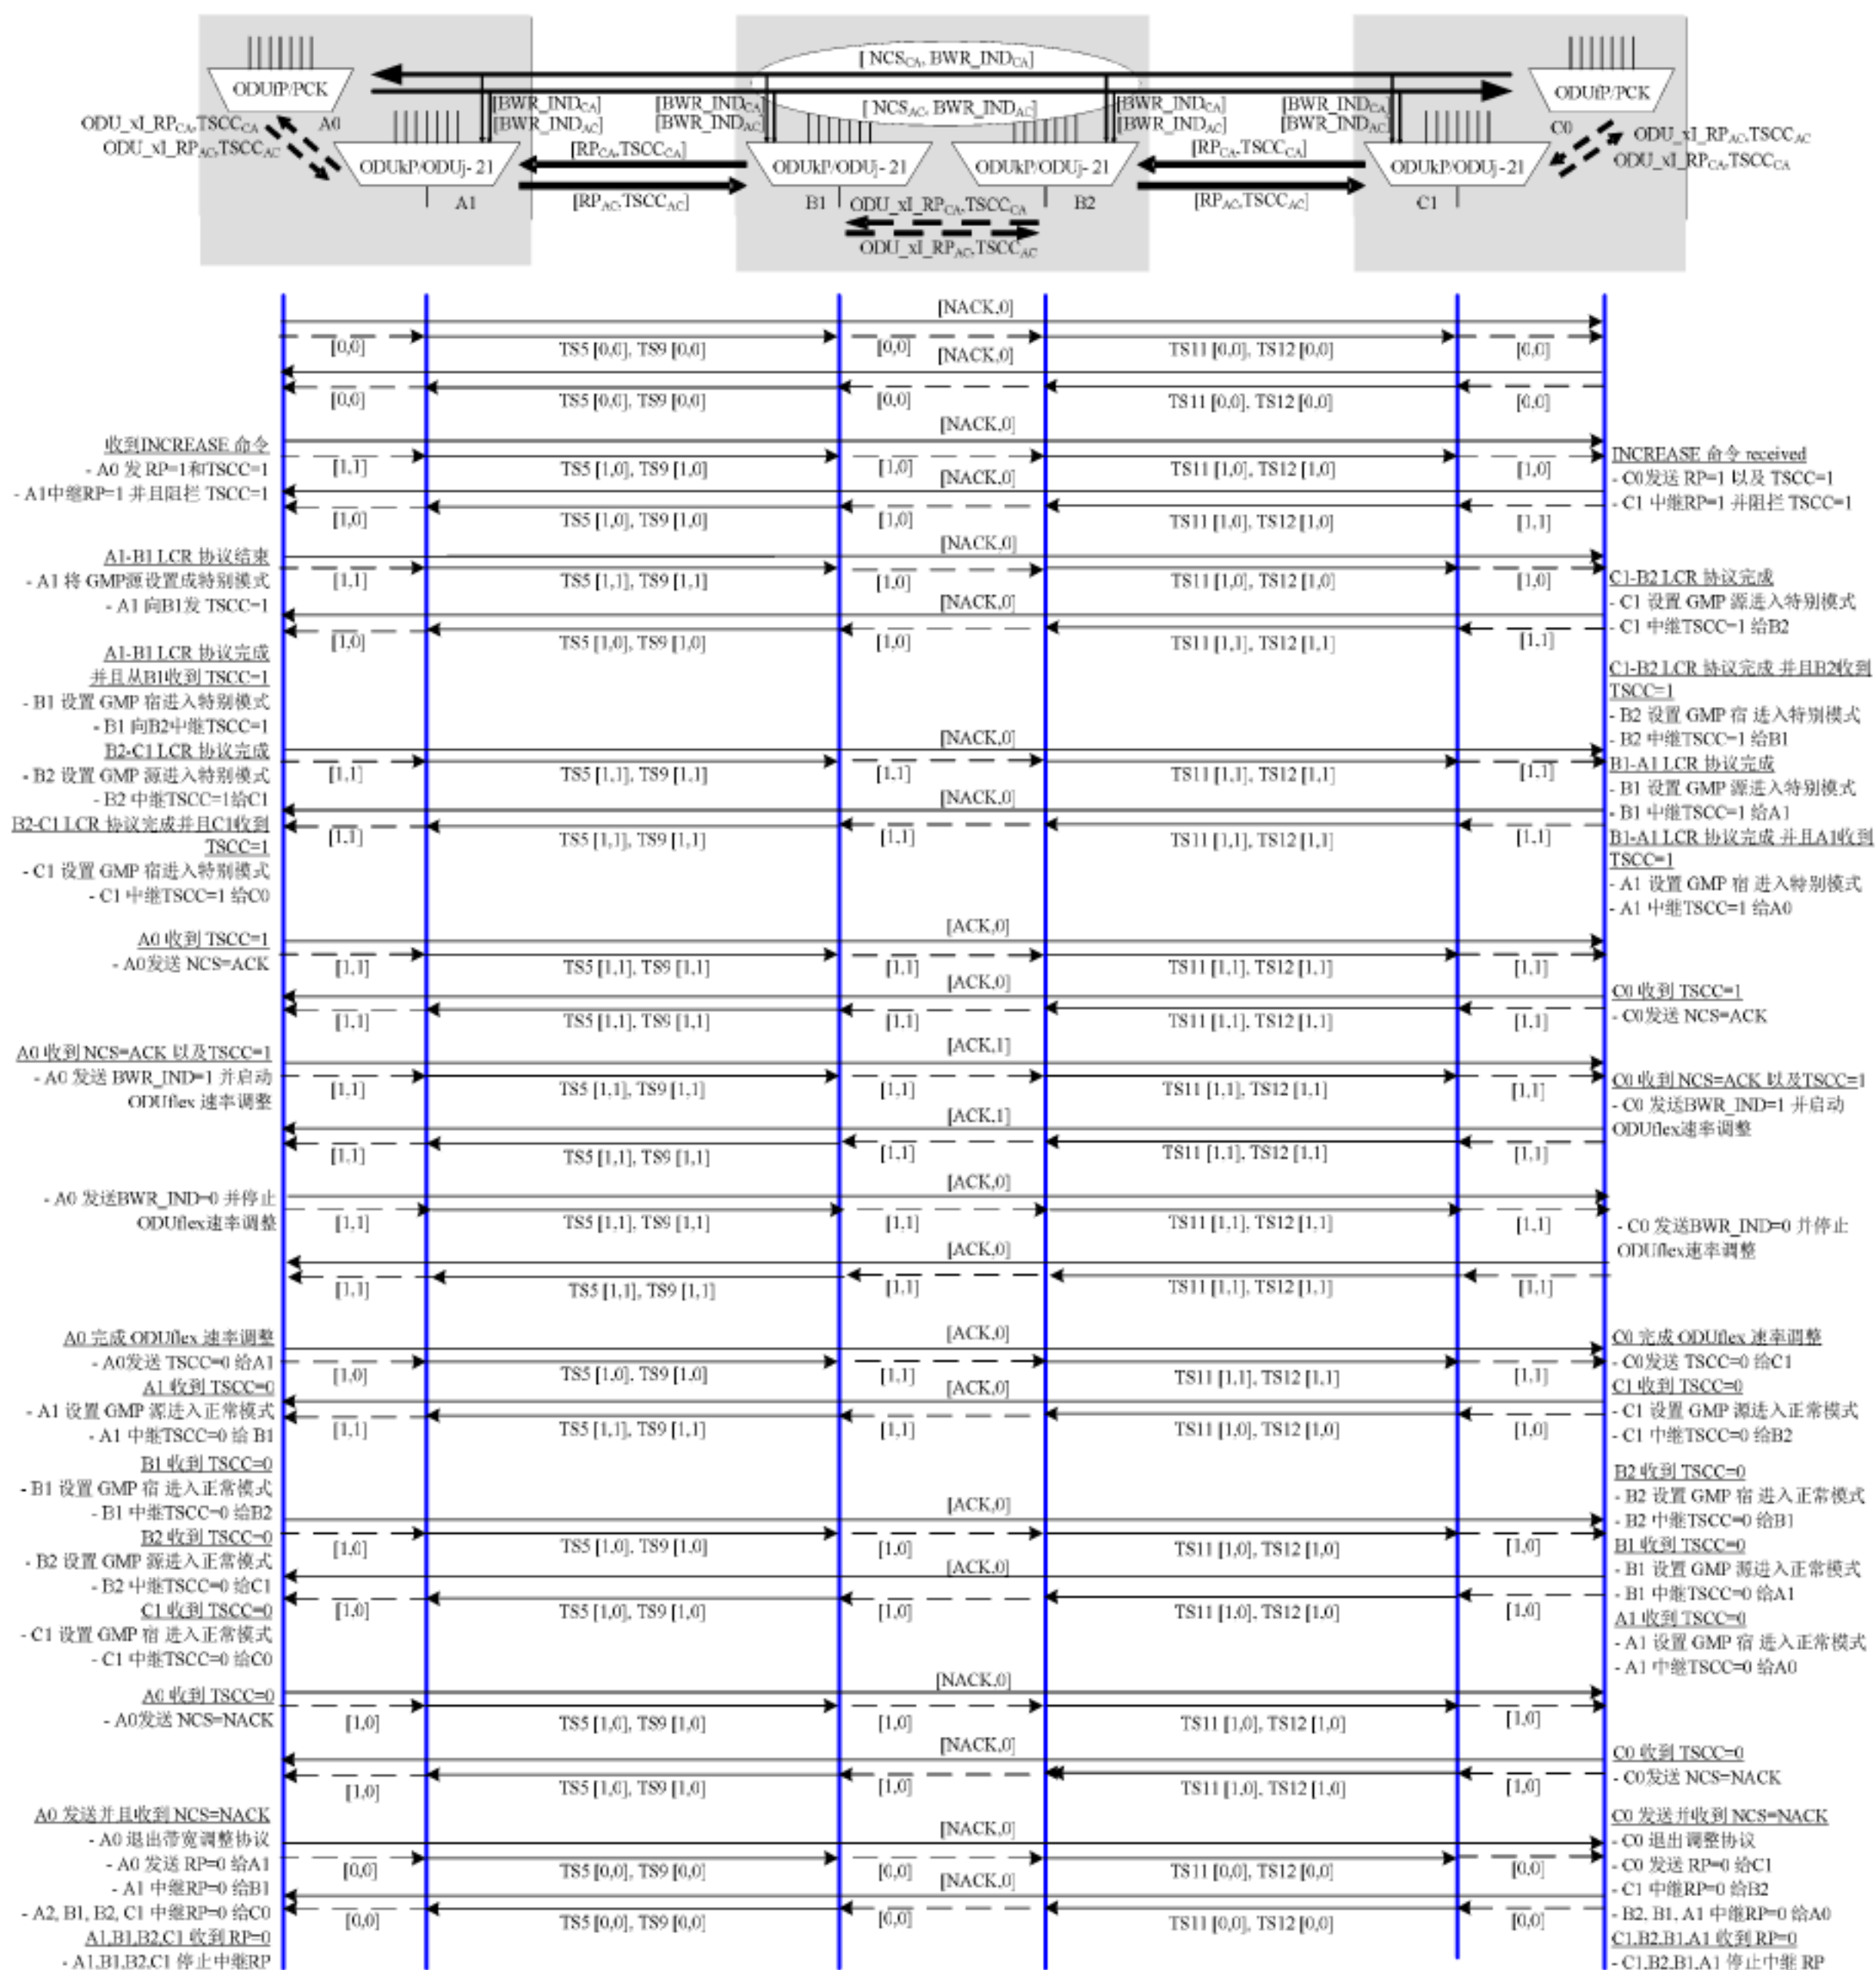 [ NCSCA, BWR_INDCA]
ODUfP/PCK
ODUfP/PCK
[ NCSAC, BWR_INDAC]
[BWR_INDCA]
[BWR_INDAC]
[BWR_INDCA]
[BWR_INDAC]
[BWR_INDCA]
[BWR_INDAC]
[BWR_INDCA]
[BWR_INDAC]
ODU_xI_RPCA,TSCCCA
A0
C0
ODU_xI_RPAC,TSCCAC
ODU_xI_RPAC,TSCCAC
ODU_xI_RPCA,TSCCCA
[RPCA,TSCCCA]
[RPCA,TSCCCA]
ODUkP/ODUj-21
ODUkP/ODUj-21
ODUkP/ODUj-21
ODUkP/ODUj-21
A1
[RPAC,TSCCAC]
B1
ODU_xI_RPCA,TSCCCA
B2
[RPAC,TSCCAC]
C1
ODU_xI_RPAC,TSCCAC
[NACK,0]
[0,0] TS5 [0,0], TS9 [0,0] [0,0] TS11 [0,0], TS12 [0,0] [0,0]
[NACK,0]
[0,0] TS5 [0,0], TS9 [0,0] [0,0] TS11 [0,0], TS12 [0,0] [0,0]
收到INCREASE 命令
- A0 发 RP=1和TSCC=1
- A1中继RP=1 并且阻拦 TSCC=1
[NACK,0]
[1,1] TS5 [1,0], TS9 [1,0] [1,0] TS11 [1,0], TS12 [1,0] [1,0]
[NACK,0]
[1,0] TS5 [1,0], TS9 [1,0] [1,0] TS11 [1,0], TS12 [1,0] [1,1]
INCREASE 命令 received
- C0发送 RP=1 以及 TSCC=1
- C1 中继RP=1 并阻拦 TSCC=1
A1-B1 LCR 协议结束
- A1 将 GMP源设置成特别模式
- A1 向B1发 TSCC=1
[NACK,0]
[1,1] TS5 [1,1], TS9 [1,1] [1,0] TS11 [1,0], TS12 [1,0] [1,0]
[NACK,0]
[1,0] TS5 [1,0], TS9 [1,0] [1,0] TS11 [1,1], TS12 [1,1] [1,1]
C1-B2 LCR 协议完成
- C1 设置 GMP 源进入特别模式
- C1 中继TSCC=1 给B2
A1-B1 LCR 协议完成
并且从B1收到 TSCC=1
- B1 设置 GMP 宿进入特别模式
- B1 向B2中继TSCC=1
B2-C1 LCR 协议完成
- B2 设置 GMP 源进入特别模式
- B2 中继TSCC=1给C1
B2-C1 LCR 协议完成并且C1收到
TSCC=1
- C1 设置 GMP 宿进入特别模式
- C1 中继TSCC=1 给C0
[NACK,0]
[1,1] TS5 [1,1], TS9 [1,1] [1,1] TS11 [1,1], TS12 [1,1] [1,1]
[NACK,0]
[1,1] TS5 [1,1], TS9 [1,1] [1,1] TS11 [1,1], TS12 [1,1] [1,1]
C1-B2 LCR 协议完成 并且B2收到
TSCC=1
- B2 设置 GMP 宿 进入特别模式
- B2 中继TSCC=1 给B1
B1-A1 LCR 协议完成
- B1 设置 GMP 源进入特别模式
- B1 中继TSCC=1 给A1
B1-A1 LCR 协议完成 并且A1收到
TSCC=1
- A1 设置 GMP 宿 进入特别模式
- A1 中继TSCC=1 给A0
A0 收到 TSCC=1
- A0发送 NCS=ACK
[ACK,0]
[1,1] TS5 [1,1], TS9 [1,1] [1,1] TS11 [1,1], TS12 [1,1] [1,1]
[ACK,0]
[1,1] TS5 [1,1], TS9 [1,1] [1,1] TS11 [1,1], TS12 [1,1] [1,1]
C0 收到 TSCC=1
- C0发送 NCS=ACK
A0 收到 NCS=ACK 以及TSCC=1
- A0 发送 BWR_IND=1 并启动
ODUflex 速率调整
[ACK,1]
[1,1] TS5 [1,1], TS9 [1,1] [1,1] TS11 [1,1], TS12 [1,1] [1,1]
[ACK,1]
[1,1] TS5 [1,1], TS9 [1,1] [1,1] TS11 [1,1], TS12 [1,1] [1,1]
C0 收到 NCS=ACK 以及TSCC=1
- C0 发送BWR_IND=1 并启动
ODUflex速率调整
- A0 发送BWR_IND=0 并停止
ODUflex速率调整
[ACK,0]
[1,1] TS5 [1,1], TS9 [1,1] [1,1] TS11 [1,1], TS12 [1,1] [1,1]
[ACK,0]
[1,1] TS5 [1,1], TS9 [1,1] [1,1] TS11 [1,1], TS12 [1,1] [1,1]
- C0 发送BWR_IND=0 并停止
ODUflex速率调整
A0 完成 ODUflex 速率调整
- A0发送 TSCC=0 给A1
A1 收到 TSCC=0
- A1 设置 GMP 源进入正常模式
- A1 中继TSCC=0 给 B1
[ACK,0]
[1,0] TS5 [1,0], TS9 [1,0] [1,1] TS11 [1,1], TS12 [1,1] [1,1]
[ACK,0]
[1,1] TS5 [1,1], TS9 [1,1] [1,1] TS11 [1,0], TS12 [1,0] [1,0]
C0 完成 ODUflex 速率调整
- C0发送 TSCC=0 给C1
C1 收到 TSCC=0
- C1 设置 GMP 源进入正常模式
- C1 中继TSCC=0 给B2
B1 收到 TSCC=0
- B1 设置 GMP 宿 进入正常模式
- B1 中继TSCC=0 给B2
B2 收到 TSCC=0
- B2 设置 GMP 源进入正常模式
- B2 中继TSCC=0 给C1
C1 收到 TSCC=0
- C1 设置 GMP 宿 进入正常模式
- C1 中继TSCC=0 给C0
[ACK,0]
[1,0] TS5 [1,0], TS9 [1,0] [1,0] TS11 [1,0], TS12 [1,0] [1,0]
[ACK,0]
[1,0] TS5 [1,0], TS9 [1,0] [1,0] TS11 [1,0], TS12 [1,0] [1,0]
B2 收到 TSCC=0
- B2 设置 GMP 宿 进入正常模式
- B2 中继TSCC=0 给B1
B1 收到 TSCC=0
- B1 设置 GMP 源进入正常模式
- B1 中继TSCC=0 给A1
A1 收到 TSCC=0
- A1 设置 GMP 宿 进入正常模式
- A1 中继TSCC=0 给A0
A0 收到 TSCC=0
- A0发送 NCS=NACK
[NACK,0]
[1,0] TS5 [1,0], TS9 [1,0] [1,0] TS11 [1,0], TS12 [1,0] [1,0]
[NACK,0]
[1,0] TS5 [1,0], TS9 [1,0] [1,0] TS11 [1,0], TS12 [1,0] [1,0]
C0 收到 TSCC=0
- C0发送 NCS=NACK
A0 发送并且收到 NCS=NACK
- A0 退出带宽调整协议
- A0 发送 RP=0 给A1
- A1 中继RP=0 给B1
- A2, B1, B2, C1 中继RP=0 给C0
A1,B1,B2,C1 收到 RP=0
- A1,B1,B2,C1 停止中继RP
[NACK,0]
[0,0] TS5 [0,0], TS9 [0,0] [0,0] TS11 [0,0], TS12 [0,0] [0,0]
[NACK,0]
[0,0] TS5 [0,0], TS9 [0,0] [0,0] TS11 [0,0], TS12 [0,0] [0,0]
C0 发送并收到 NCS=NACK
- C0 退出调整协议
- C0 发送 RP=0 给C1
- C1 中继RP=0 给B2
- B2, B1, A1 中继RP=0 给A0
C1,B2,B1,A1 收到 RP=0
- C1,B2,B1,A1 停止中继 RP